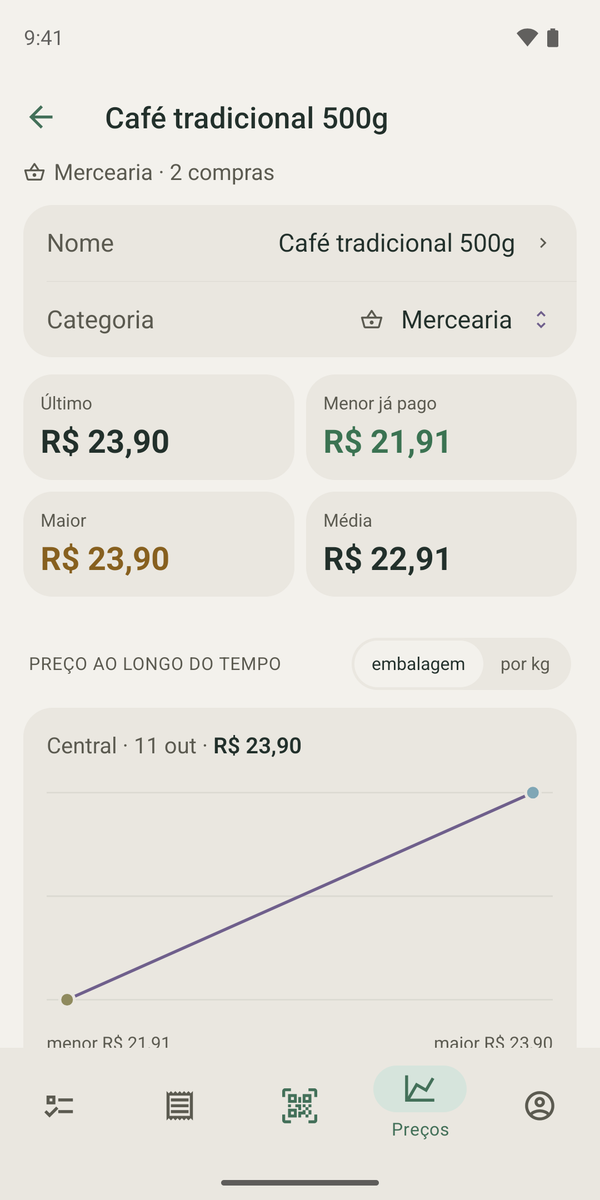 9:41
Café tradicional 500g
Mercearia · 2 compras
Nome Café tradicional 500g
Categoria Mercearia
Último Menor já pago
R$ 23,90 R$ 21,91
Maior Média
R$ 23,90 R$ 22,91
PREÇO AO LONGO DO TEMPO embalagem por kg
Central · 11 out · R$ 23,90
menor R$ 21,91 maior R$ 23,90
Preços